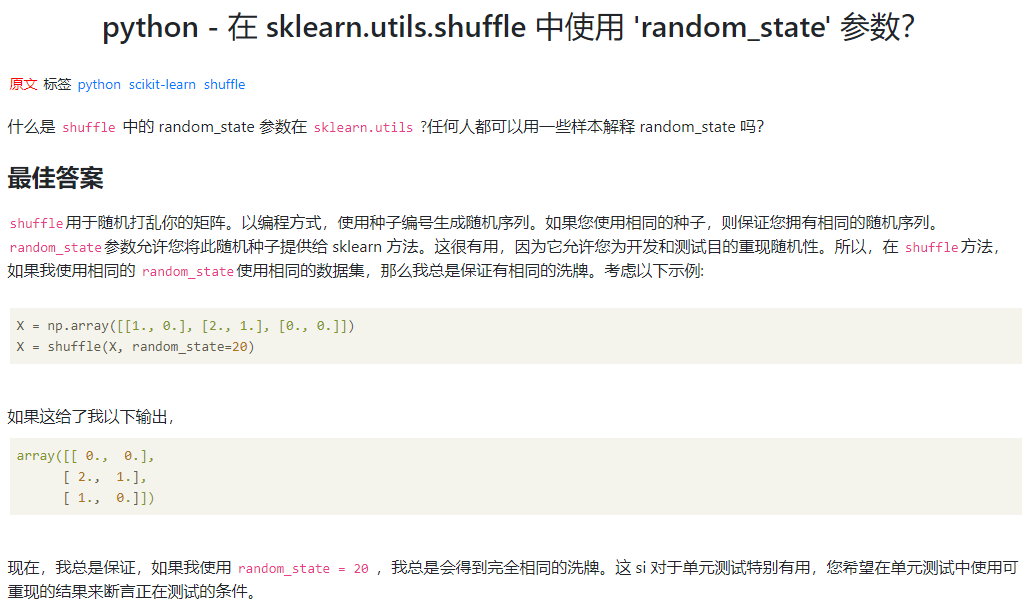 python - 在 sklearn.utils.shuffle 中使用 'random_state' 参数？
原文 标签 python scikit-learn shuffle
什么是 shuffle 中的 random_state 参数在 sklearn.utils ?任何人都可以用一些样本解释 random_state 吗？
最佳答案
shuffle用于随机打乱你的矩阵。以编程方式，使用种子编号生成随机序列。如果您使用相同的种子，则保证您拥有相同的随机序列。
random_state参数允许您将此随机种子提供给 sklearn 方法。这很有用，因为它允许您为开发和测试目的重现随机性。所以，在 shuffle方法，
如果我使用相同的 random_state使用相同的数据集，那么我总是保证有相同的洗牌。考虑以下示例:
X = np.array([[1., 0.], [2., 1.], [0., 0.]])
X = shuffle(X, random_state=20)
如果这给了我以下输出，
array([[ 0.,  0.],
[ 2.,  1.],
[ 1.,  0.]])
现在，我总是保证，如果我使用 random_state = 20 ，我总是会得到完全相同的洗牌。这 si 对于单元测试特别有用，您希望在单元测试中使用可
重现的结果来断言正在测试的条件。